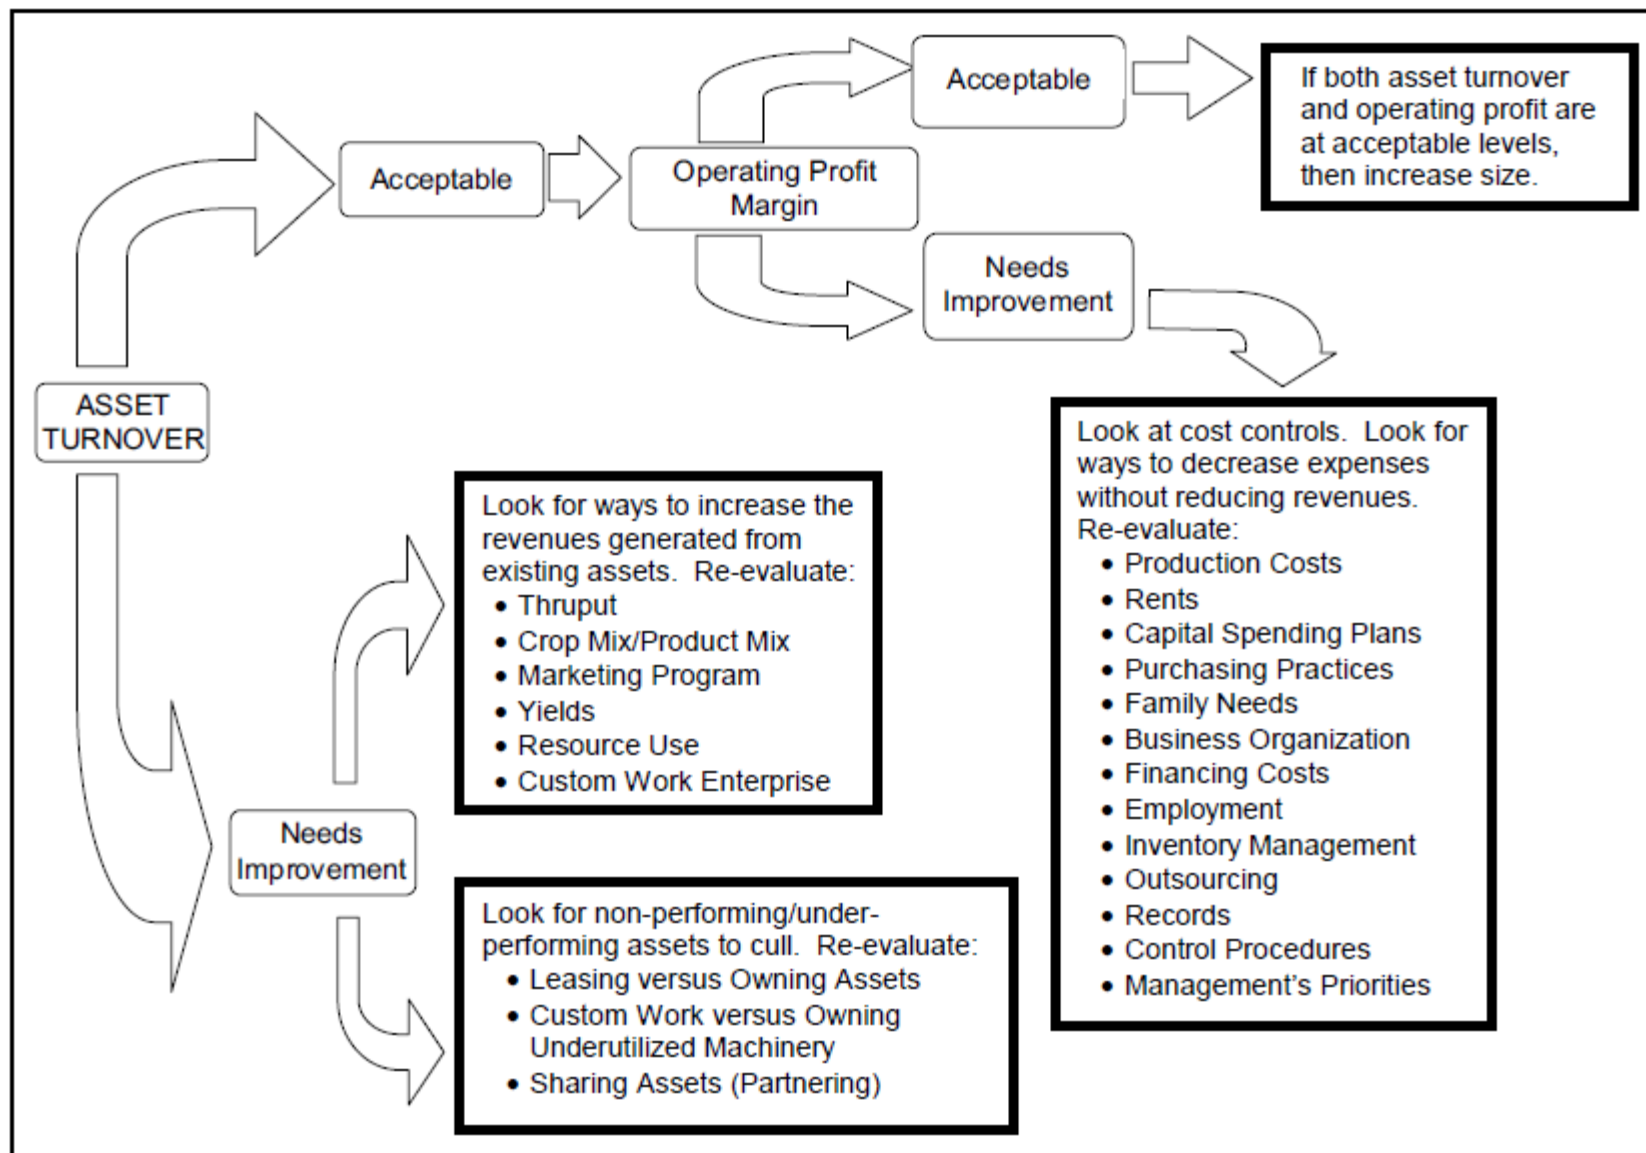 ASSET
TURNOVER
Acceptable
Operating Profit
Margin
Acceptable
If both asset turnover
and operating profit are
at acceptable levels,
then increase size.
Needs
Improvement
Look at cost controls.  Look for
ways to decrease expenses
without reducing revenues.
Re-evaluate:
• Production Costs
• Rents
• Capital Spending Plans
• Purchasing Practices
• Family Needs
• Business Organization
• Financing Costs
• Employment
• Inventory Management
• Outsourcing
• Records
• Control Procedures
• Management's Priorities
Needs
Improvement
Look for ways to increase the
revenues generated from
existing assets.  Re-evaluate:
• Thruput
• Crop Mix/Product Mix
• Marketing Program
• Yields
• Resource Use
• Custom Work Enterprise
Look for non-performing/under-
performing assets to cull.  Re-evaluate:
• Leasing versus Owning Assets
• Custom Work versus Owning
Underutilized Machinery
• Sharing Assets (Partnering)